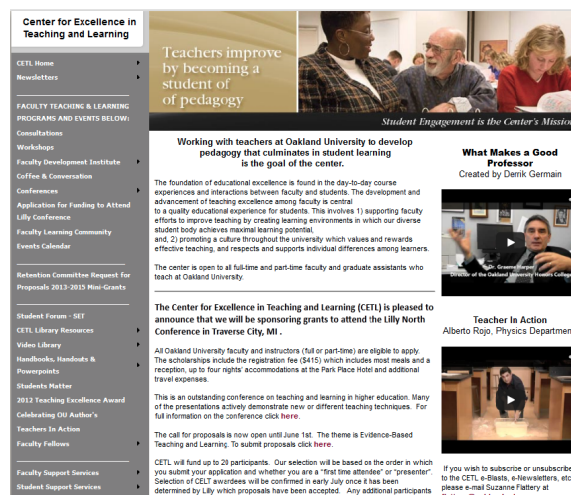 Center for Excellence in
Teaching and Learning
CETL Home
Newsletters
FACULTY TEACHING & LEARNING
PROGRAMS AND EVENTS BELOW:
Consultations
Workshops
Faculty Development Institute
Coffee & Conversation
Conferences
Application for Funding to Attend
Lilly Conference
Faculty Learning Community
Events Calendar
Retention Committee Request for
Proposals 2013-2015 Mini-Grants
Student Forum - SET
CETL Library Resources
Video Library
Handbooks, Handouts &
Powerpoints
Students Matter
2012 Teaching Excellence Award
Celebrating OU Author's
Teachers In Action
Faculty Fellows
Faculty Support Services
Student Support Services
Teachers improve
by becoming a
student of
of pedagogy
Student Engagement is the Center's Mission
Working with teachers at Oakland University to develop
pedagogy that culminates in student learning
is the goal of the center.
The foundation of educational excellence is found in the day-to-day course
experiences and interactions between faculty and students. The development and
advancement of teaching excellence among faculty is central
to a quality educational experience for students. This involves 1) supporting faculty
efforts to improve teaching by creating learning environments in which our diverse
student body achieves maximal learning potential,
and, 2) promoting a culture throughout the university which values and rewards
effective teaching, and respects and supports individual differences among learners.
The center is open to all full-time and part-time faculty and graduate assistants who
teach at Oakland University.
The Center for Excellence in Teaching and Learning (CETL) is pleased to
announce that we will be sponsoring grants to attend the Lilly North
Conference in Traverse City, MI .
All Oakland University faculty and instructors (full or part-time) are eligible to apply.
The scholarships include the registration fee ($415) which includes most meals and a
reception, up to four nights' accommodations at the Park Place Hotel and additional
travel expenses.
This is an outstanding conference on teaching and learning in higher education. Many
of the presentations actively demonstrate new or different teaching techniques. For
full information on the conference click here.
The call for proposals is now open until June 1st. The theme is Evidence-Based
Teaching and Learning. To submit proposals click here.
CETL will fund up to 20 participants. Our selection will be based on the order in which
you submit your application and whether you are a "first time attendee" or "presenter".
Selection of CELT awardees will be confirmed in early July once it has been
determined by Lilly which proposals have been accepted. Any additional participants
What Makes a Good
Professor
Created by Derrik Germain
Dr. Graeme Harper
Director of the Oakland University Honors College
Teacher In Action
Alberto Rojo, Physics Departmen
If you wish to subscribe or unsubscribe
to the CETL e-Blasts, e-Newsletters, etc
please e-mail Suzanne Flattery at